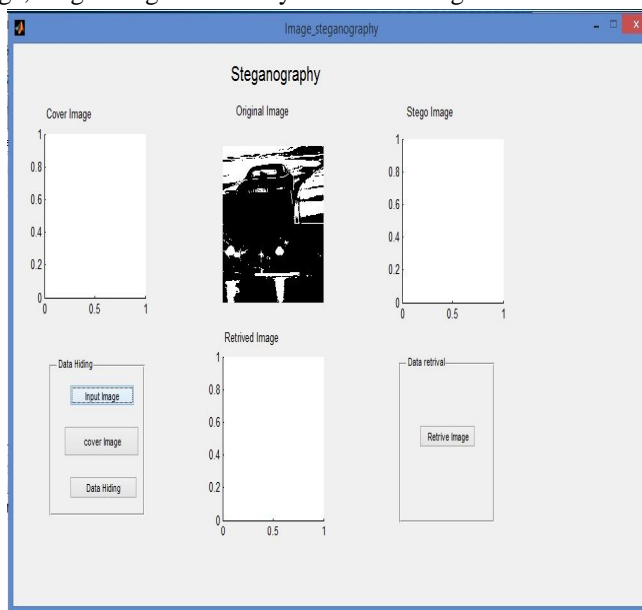 Image_steganography
Steganography
Cover Image
Original Image
Stego Image
1
0.8
0.6
0.4
0.2
0
0 0.5 1
1
0.8
0.6
0.4
0.2
0
0 0.5 1
Retrived Image
1
0.8
0.6
0.4
0.2
0
0 0.5 1
Data Hiding
Input Image
cover Image
Data Hiding
Data retrival
Retrive Image